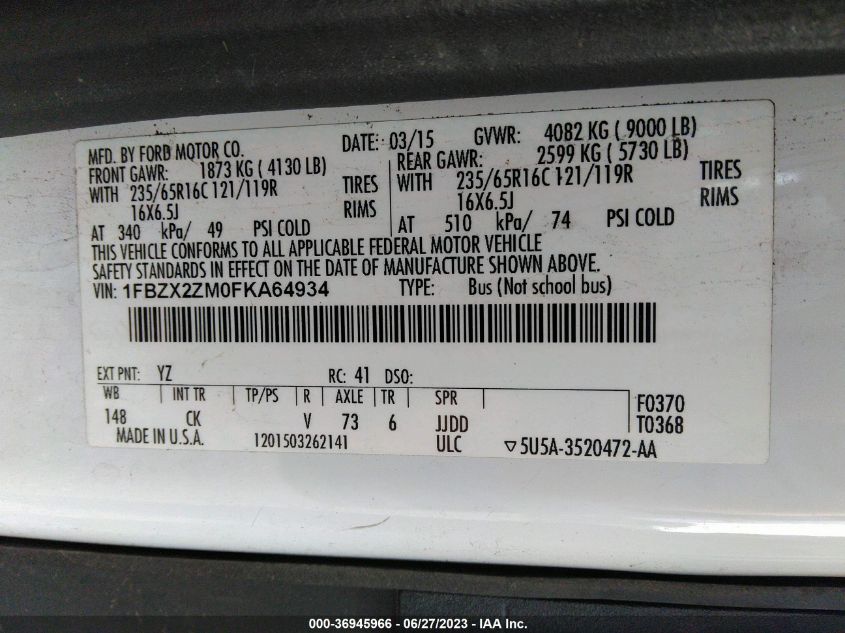 MFD. BY FORD MOTOR CO. DATE: 03/15 GVWR: 4082 KG ( 9000 LB)
FRONT GAWR: 1873 KG ( 4130 LB) REAR GAWR: 2599 KG ( 5730 LB)
WITH 235/65R16C 121/119R TIRES WITH 235/65R16C 121/119R TIRES
16X6.5J RIMS 16X6.5J RIMS
AT 340 kPa/ 49 PSI COLD AT 510 kPa/ 74 PSI COLD
THIS VEHICLE CONFORMS TO ALL APPLICABLE FEDERAL MOTOR VEHICLE
SAFETY STANDARDS IN EFFECT ON THE DATE OF MANUFACTURE SHOWN ABOVE.
VIN: 1FBZX2ZM0FKA64934 TYPE: Bus (Not school Bus)
EXT PNT: YZ RC: 41 DSO:
WB INT TR TP/PS R AXLE TR SPR F0370
148 CK V 73 6 JJDD T0368
MADE IN U.S.A. 1201503262141 ULC ▽5U5A-3520472-AA
000-36945966 - 06/27/2023 - IAA Inc.